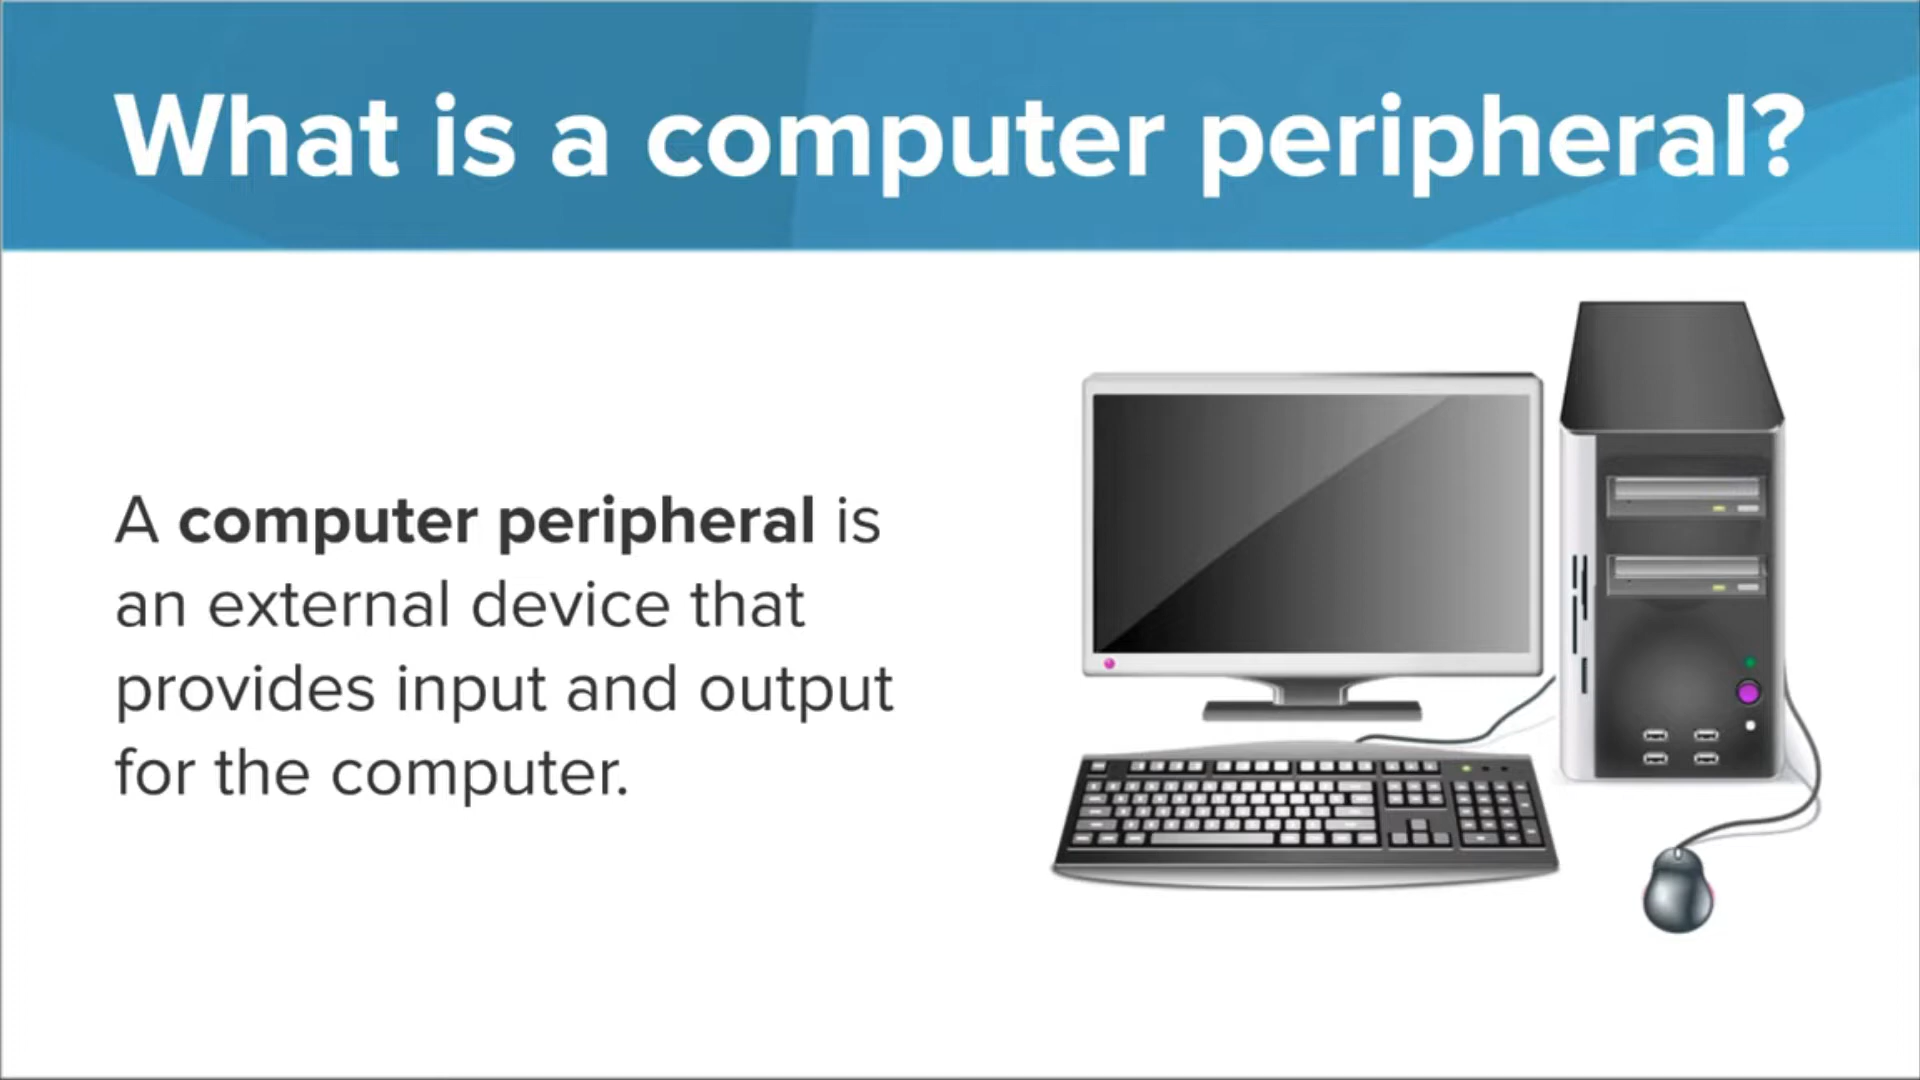 What is a computer peripheral?
A computer peripheral is
an external device that
provides input and output
for the computer.